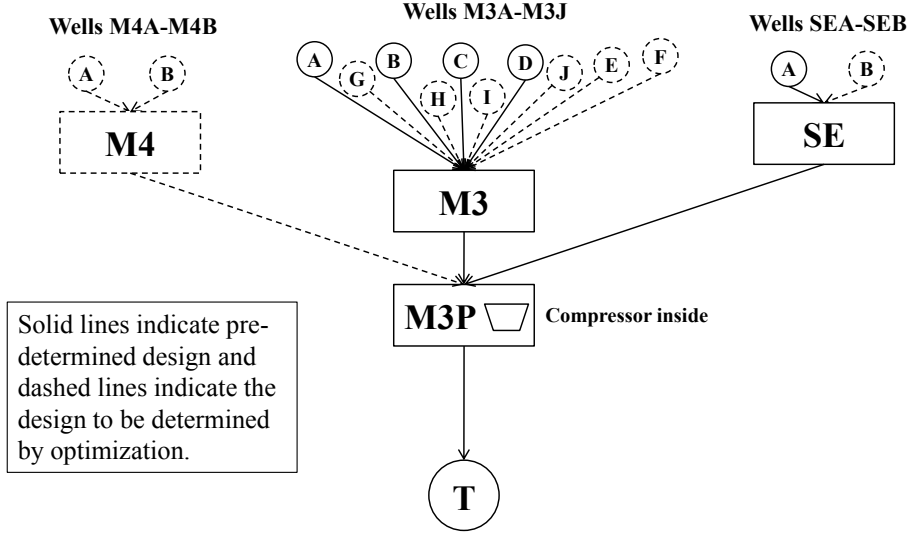 Wells M4A-M4B
Wells M3A-M3J
Wells SEA-SEB
A
B
A
G
B
H
C
I
D
J
E
F
A
B
M4
M3
SE
M3P
Compressor inside
Solid lines indicate pre-
determined design and
dashed lines indicate the
design to be determined
by optimization.
T